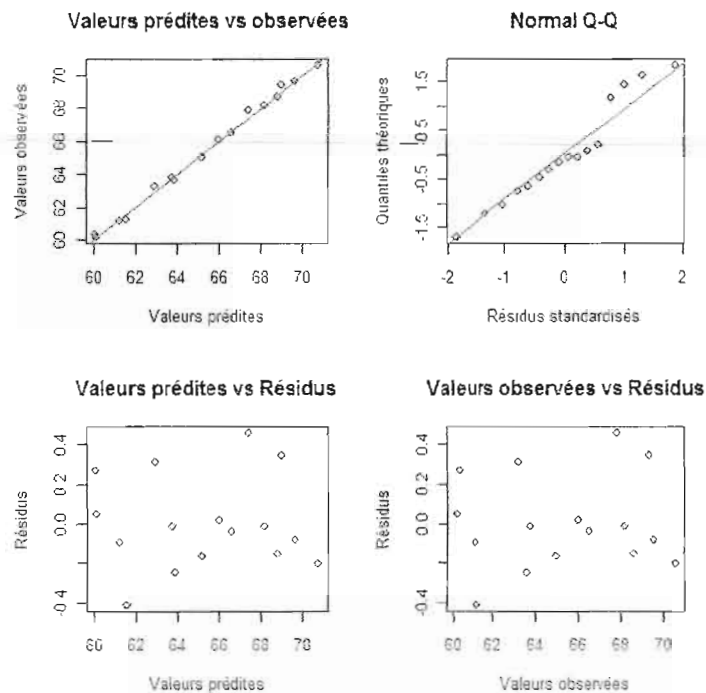 Valeurs prédites vs observées
Valeurs observées
70
68
66
64
62
60
60 62 64 66 68 70
Valeurs prédites
Normal Q-Q
Quantiles théoriques
1.5
0.5
-0.5
-1.5
-2 -1 0 1 2
Résidus standardisés
Valeurs prédites vs Résidus
Résidus
0.4
0.2
0.0
-0.4
60 62 64 66 68 70
Valeurs prédites
Valeurs observées vs Résidus
Résidus
0.4
0.2
0.0
-0.4
60 62 64 66 68 70
Valeurs observées